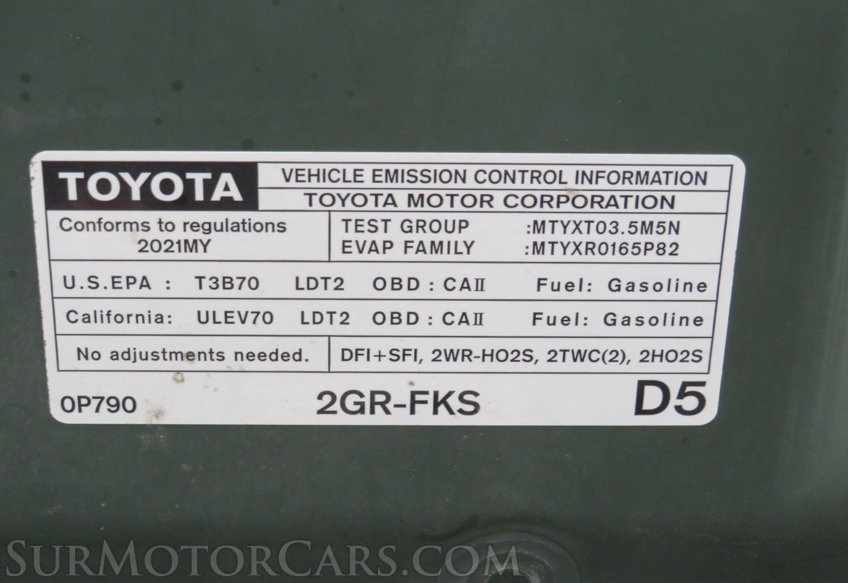 TOYOTA
VEHICLE EMISSION CONTROL INFORMATION
TOYOTA MOTOR CORPORATION
Conforms to regulations
2021MY
TEST GROUP :MTYXT03.5M5N
EVAP FAMILY :MTYXR0165P82
U.S.EPA : T3B70 LDT2 OBD : CAII Fuel: Gasoline
California: ULEV70 LDT2 OBD : CAII Fuel: Gasoline
No adjustments needed.
DFI+SFI, 2WR-HO2S, 2TWC(2), 2HO2S
0P790 2GR-FKS D5
SurMotorCars.com